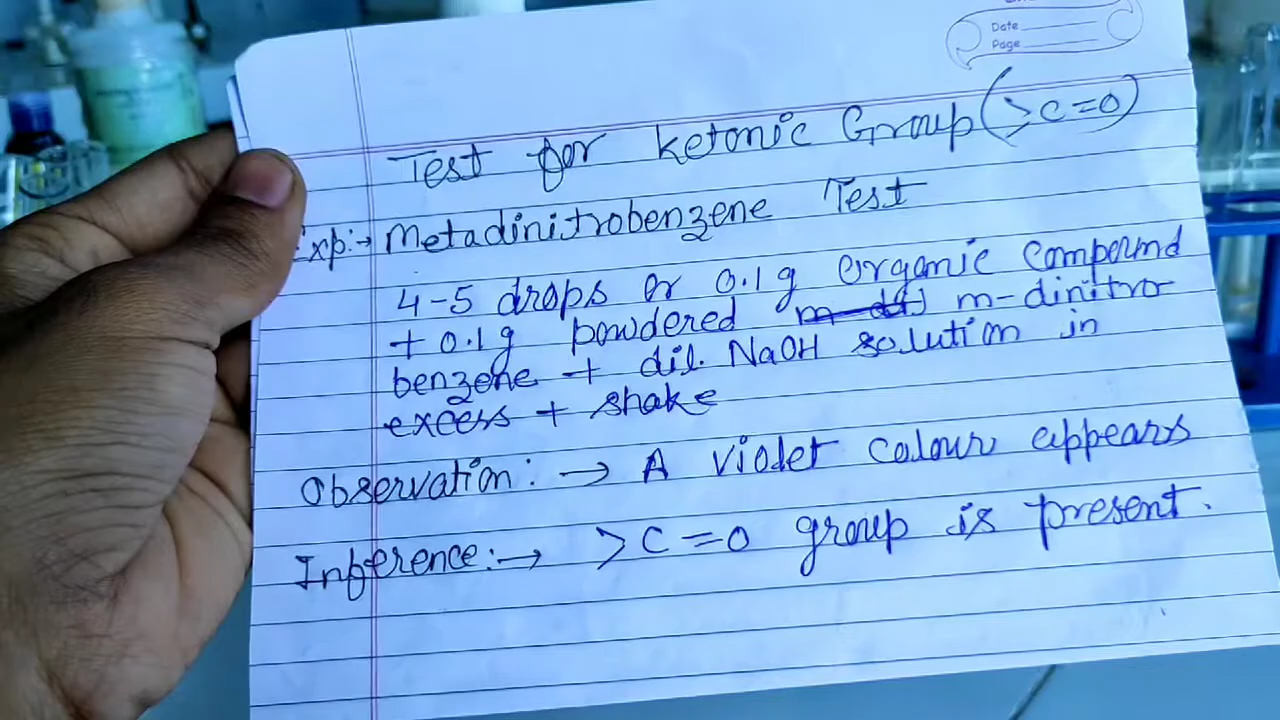 Date
Page
Test for Ketonic Group (>C=O)
Exp:→ Metadinitrobenzene Test
4-5 drops or 0.1g organic compound
+ 0.1g powdered m-dinitro
benzene + dil. NaOH solution in
excess + shake
Observation:→ A violet colour appears
Inference:→ >C=O group is present.